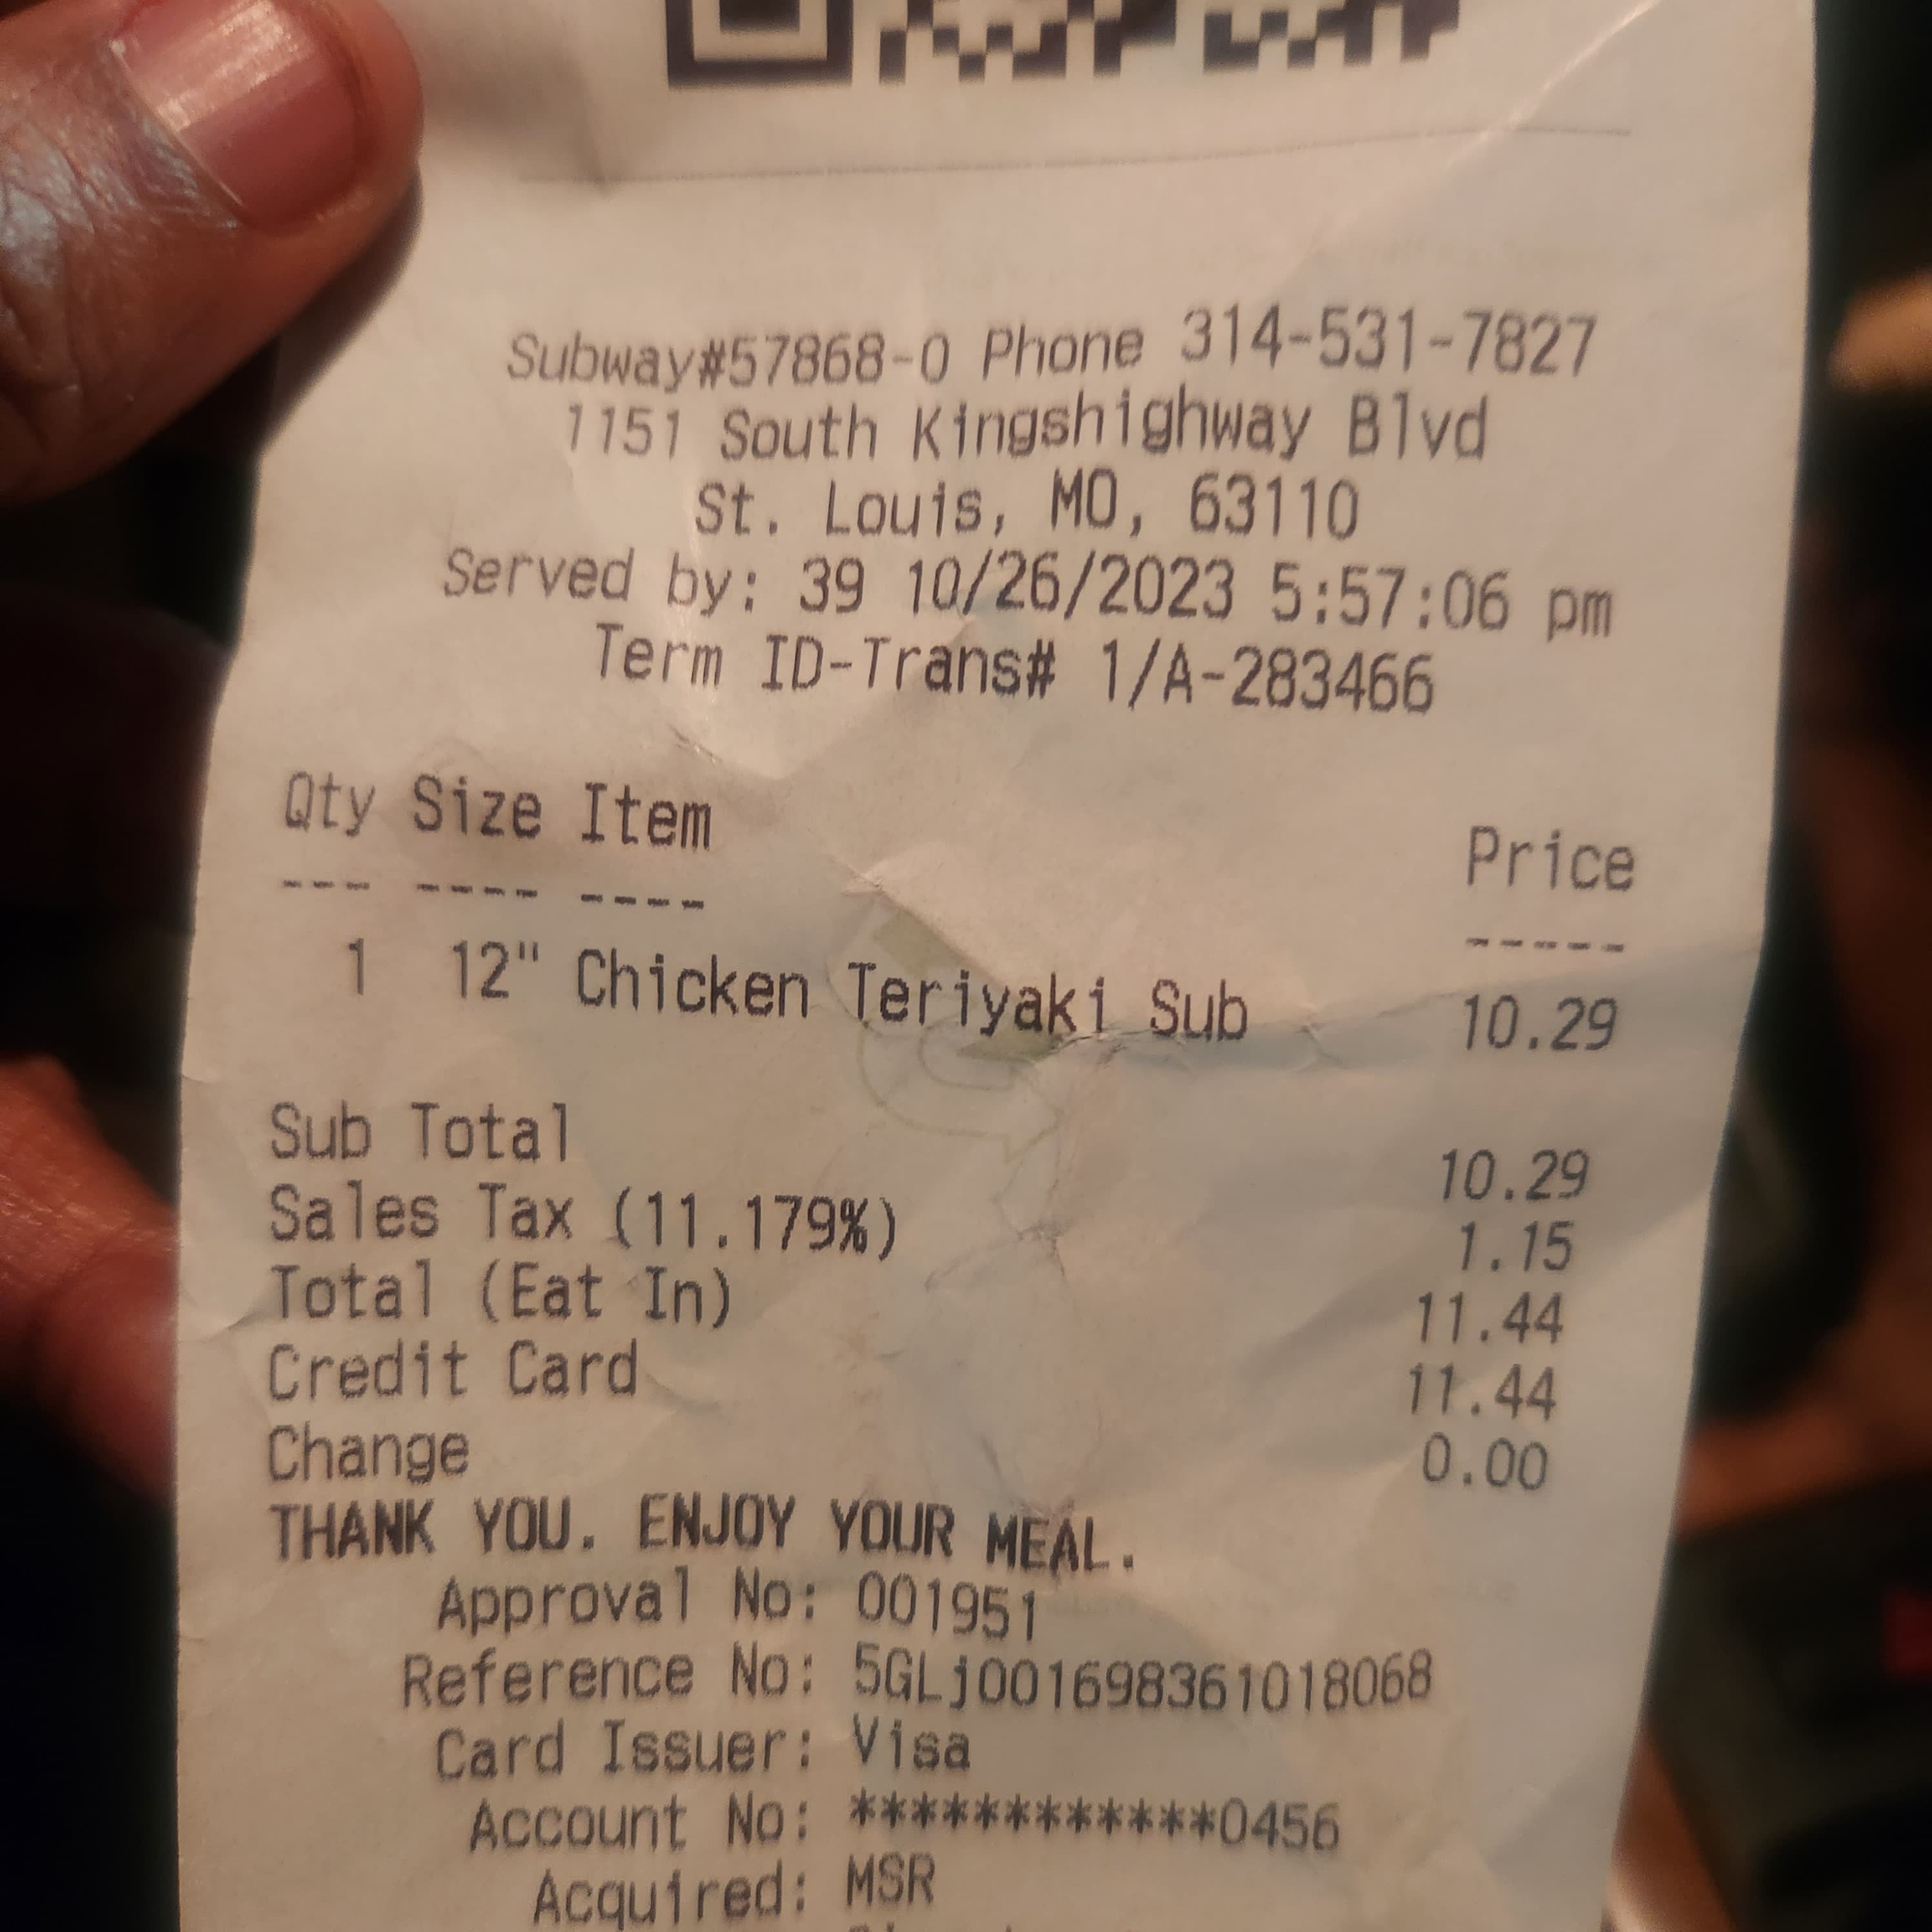 Subway#57868-0 Phone 314-531-7827
1151 South Kingshighway Blvd
St. Louis, MO, 63110
Served by: 39 10/26/2023 5:57:06 pm
Term ID-Trans# 1/A-283466
Qty Size Item Price
--- ---- ---- -----
1 12" Chicken Teriyaki Sub 10.29
Sub Total 10.29
Sales Tax (11.179%) 1.15
Total (Eat In) 11.44
Credit Card 11.44
Change 0.00
THANK YOU. ENJOY YOUR MEAL.
Approval No: 001951
Reference No: 5GLj001698361018068
Card Issuer: Visa
Account No: ************0456
Acquired: MSR